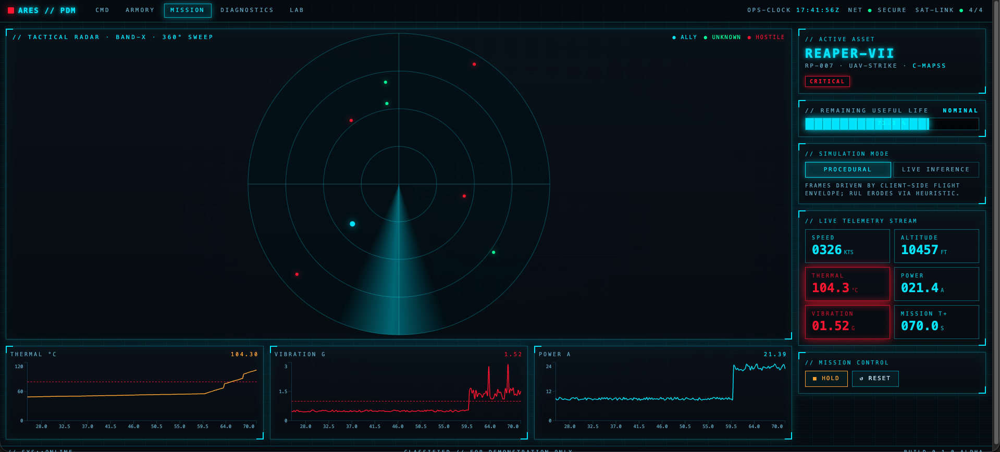 ARES // PDM CMD ARMORY MISSION DIAGNOSTICS LAB OPS-CLOCK 17:41:56Z NET ● SECURE SAT-LINK ● 4/4
// TACTICAL RADAR · BAND-X · 360° SWEEP
● ALLY ● UNKNOWN ● HOSTILE
// ACTIVE ASSET
REAPER-VII
RP-007 · UAV-STRIKE · C-MAPSS
CRITICAL
// REMAINING USEFUL LIFE NOMINAL
// SIMULATION MODE
PROCEDURAL LIVE INFERENCE
FRAMES DRIVEN BY CLIENT-SIDE FLIGHT
ENVELOPE; RUL ERODES VIA HEURISTIC.
// LIVE TELEMETRY STREAM
SPEED
0326 KTS
ALTITUDE
10457 FT
THERMAL
104.3 °C
POWER
021.4 A
VIBRATION
01.52 G
MISSION T+
070.0 S
// MISSION CONTROL
■ HOLD ↺ RESET
THERMAL °C 104.30
120
60
0
28.0 32.5 37.0 41.5 46.0 50.5 55.0 59.5 64.0 70.0
VIBRATION G 1.52
3
1.5
0
28.0 32.5 37.0 41.5 46.0 50.5 55.0 59.5 64.0 70.0
POWER A 21.39
24
12
0
28.0 32.5 37.0 41.5 46.0 50.5 55.0 59.5 64.0 70.0
// SYS::ONLINE CLASSIFIED // FOR DEMONSTRATION ONLY BUILD 0.1.0-ALPHA